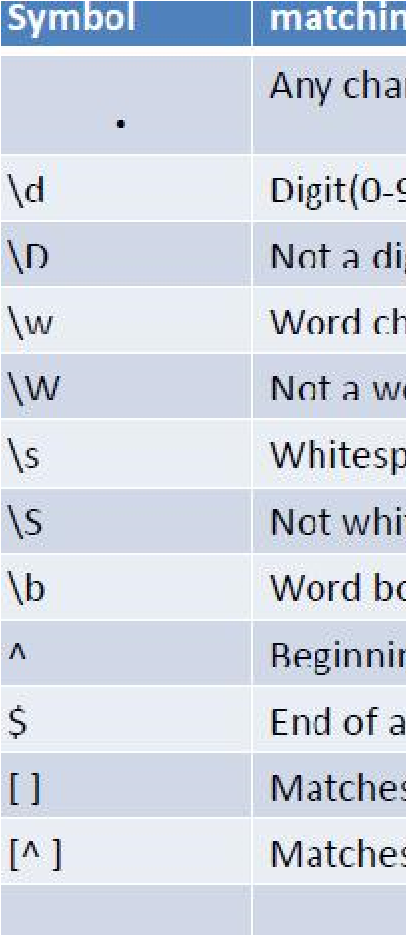 Symbol matchin
. Any char
\d Digit(0-9
\D Not a dig
\w Word ch
\W Not a wo
\s Whitesp
\S Not whit
\b Word bo
^ Beginnin
$ End of a
[ ] Matches
[^ ] Matches